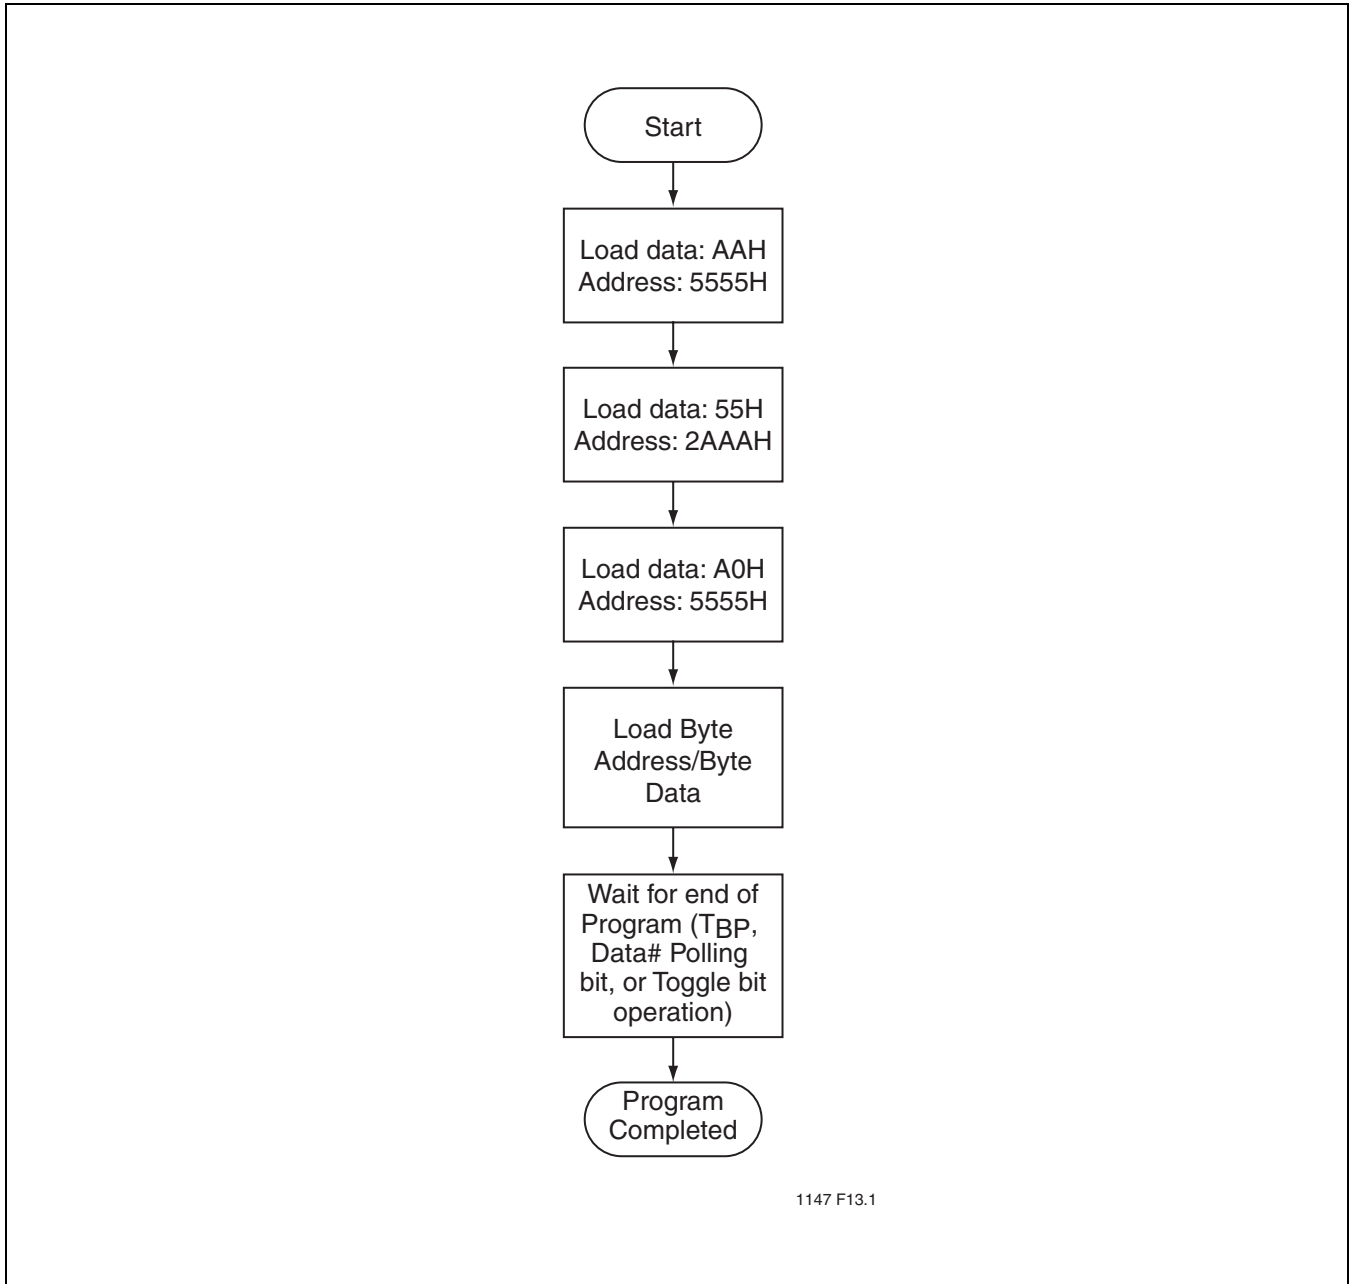 Start
Load data: AAH
Address: 5555H
Load data: 55H
Address: 2AAAH
Load data: A0H
Address: 5555H
Load Byte
Address/Byte
Data
Wait for end of
Program (TBP,
Data# Polling
bit, or Toggle bit
operation)
Program
Completed
1147 F13.1